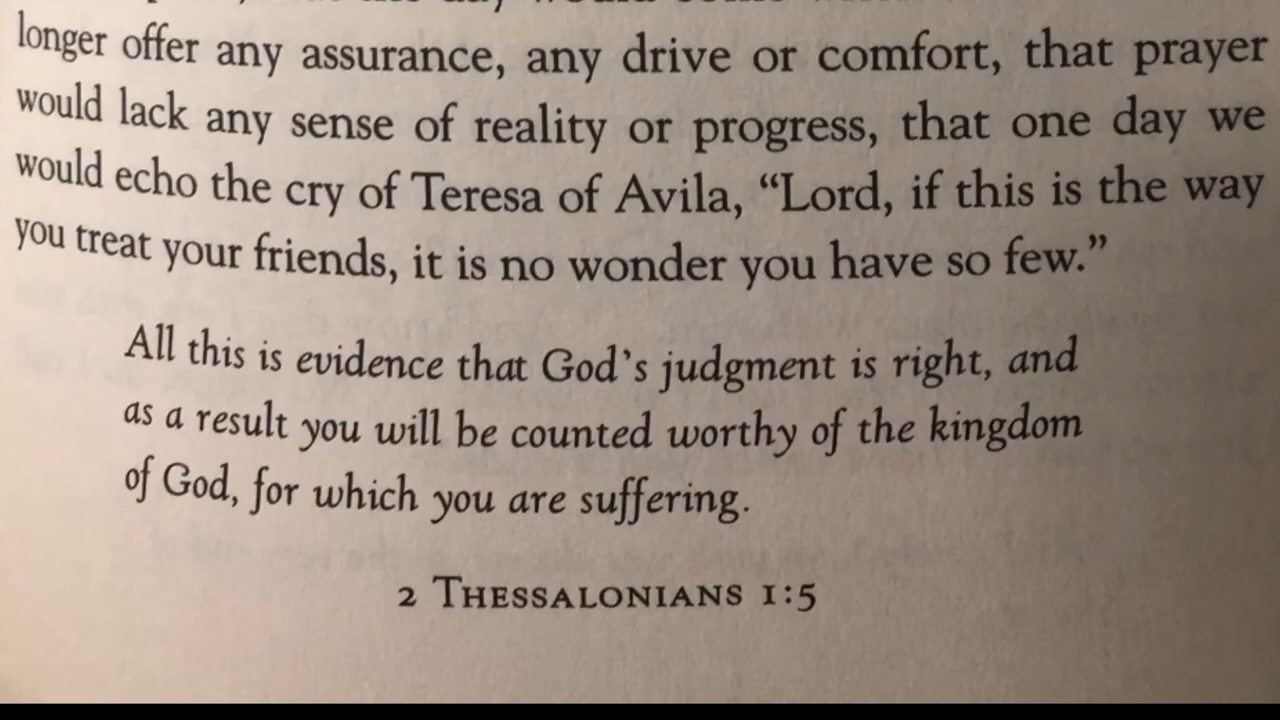 longer offer any assurance, any drive or comfort, that prayer
would lack any sense of reality or progress, that one day we
would echo the cry of Teresa of Avila, “Lord, if this is the way
you treat your friends, it is no wonder you have so few.”
All this is evidence that God's judgment is right, and
as a result you will be counted worthy of the kingdom
of God, for which you are suffering.
2 THESSALONIANS 1:5